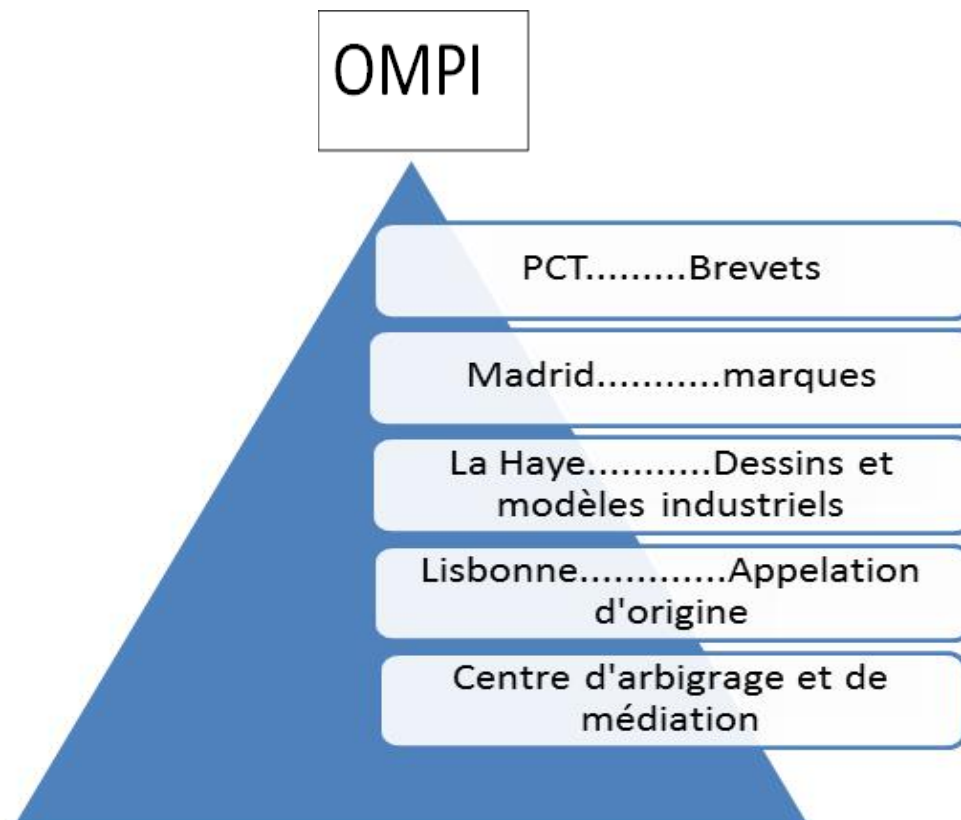 OMPI
PCT.........Brevets
Madrid...........marques
La Haye...........Dessins et
modèles industriels
Lisbonne.............Appelation
d'origine
Centre d'arbigrage et de
médiation